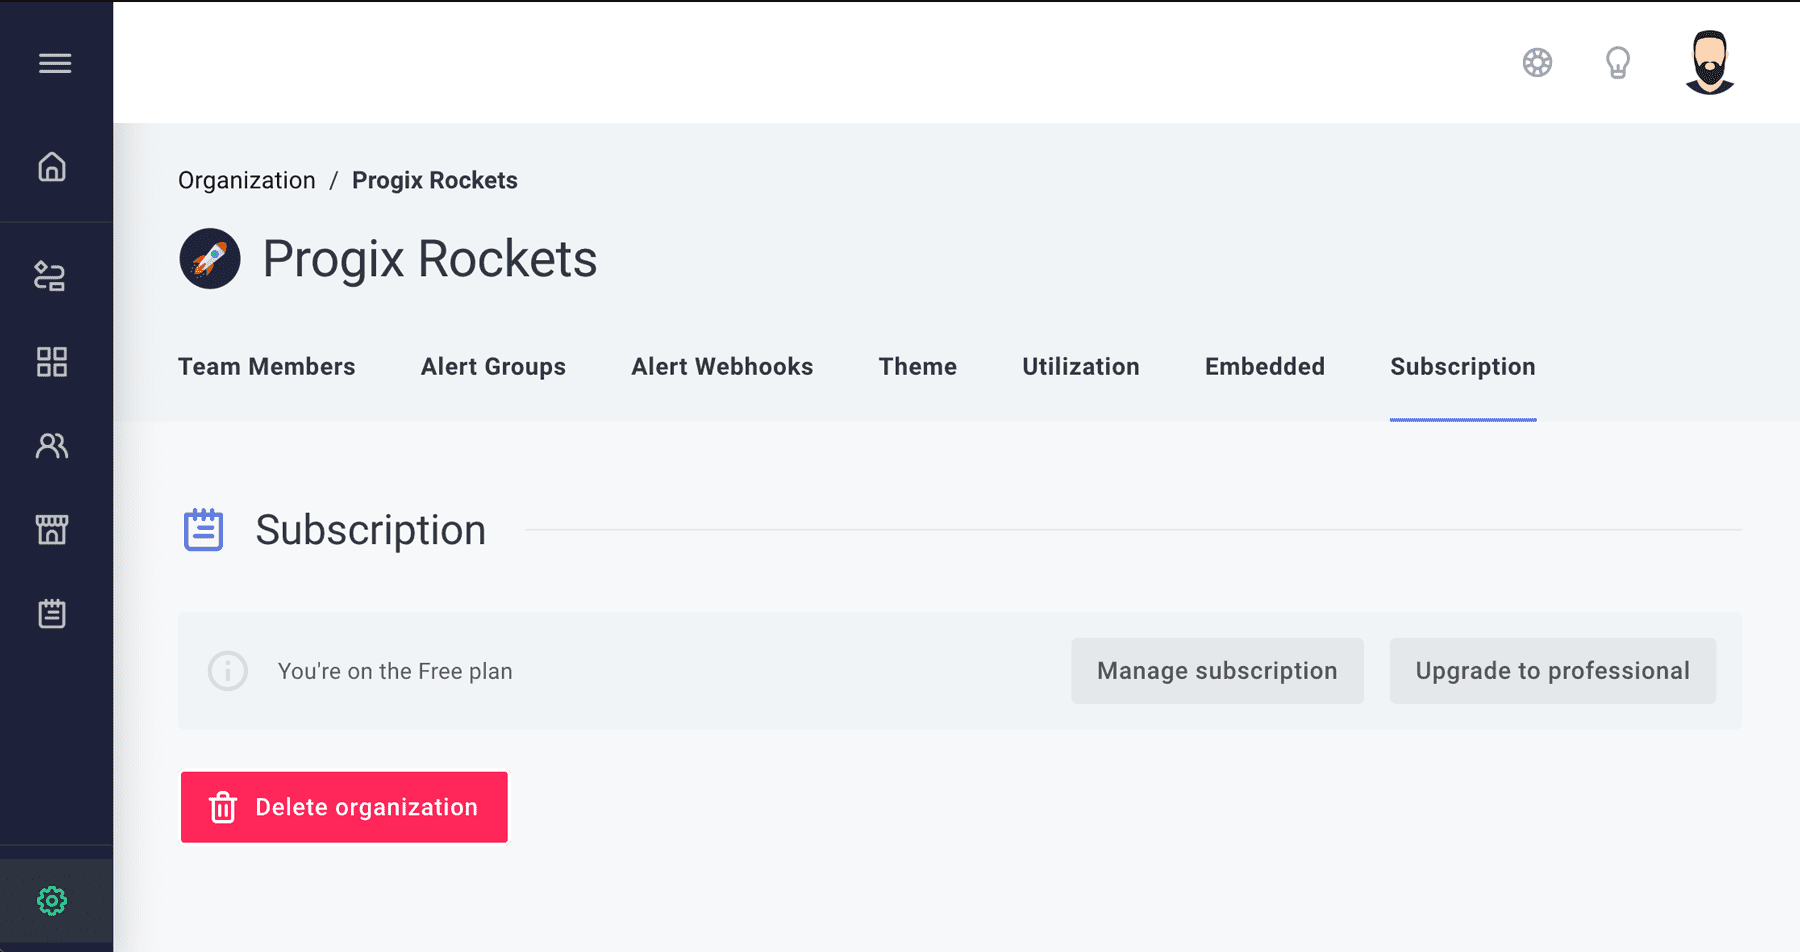 Organization / Progix Rockets
Progix Rockets
Team Members Alert Groups Alert Webhooks Theme Utilization Embedded Subscription
Subscription
You're on the Free plan Manage subscription Upgrade to professional
Delete organization